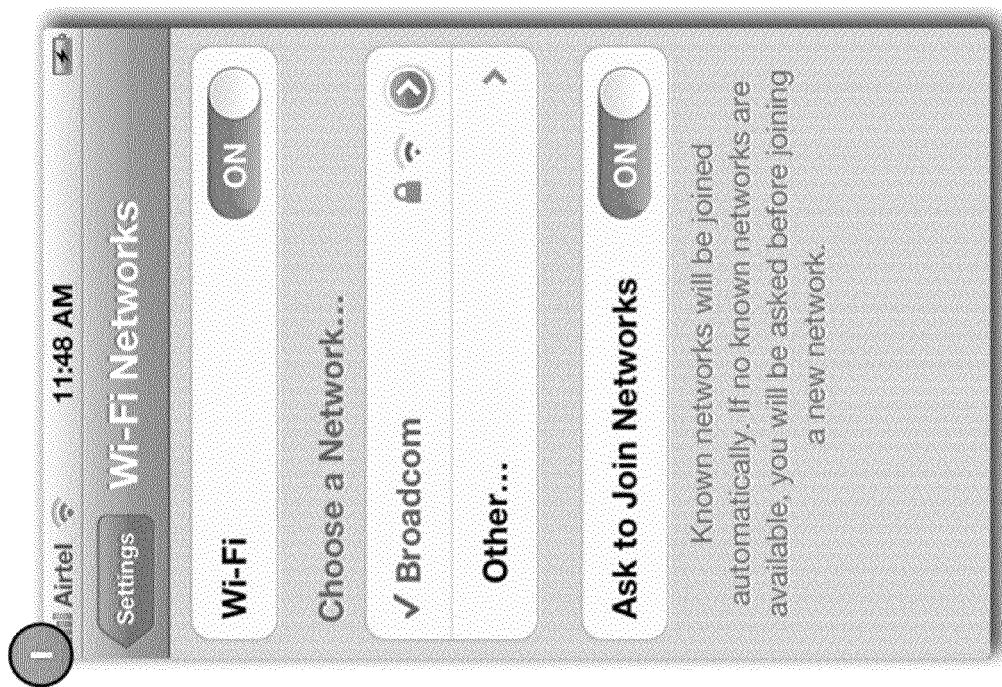 1
Airtel 11:48 AM
Settings Wi-Fi Networks
Wi-Fi ON
Choose a Network...
✓ Broadcom
Other...
Ask to Join Networks ON
Known networks will be joined
automatically. If no known networks are
available, you will be asked before joining
a new network.